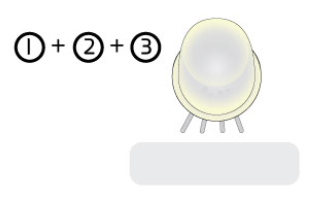 ① + ② + ③